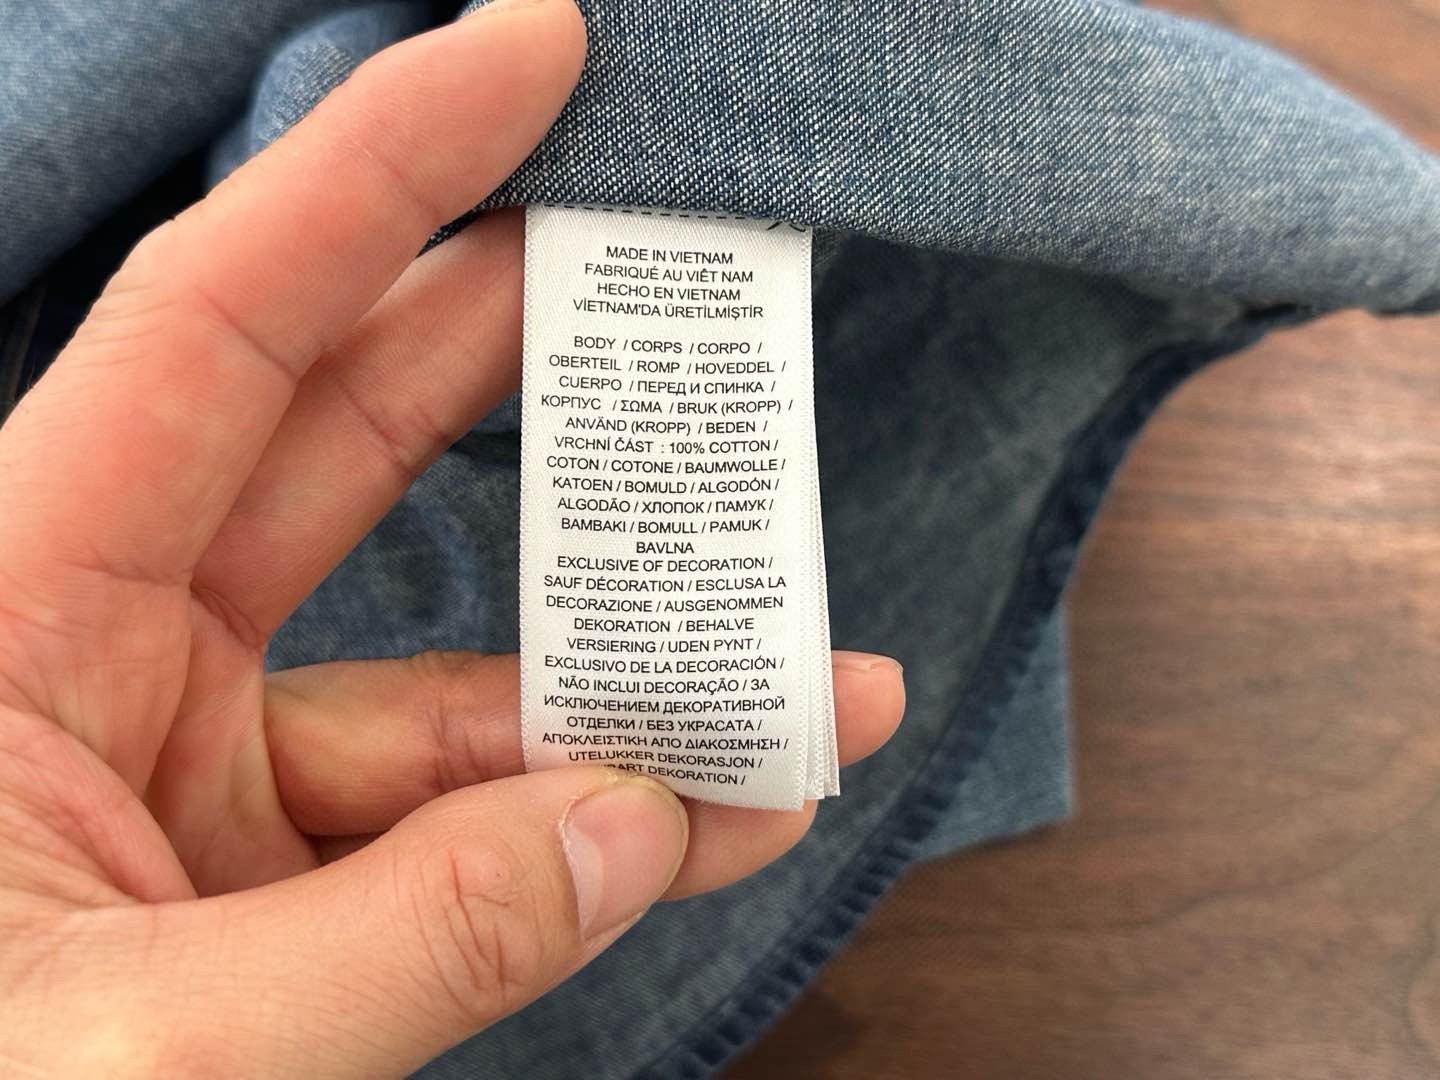 MADE IN VIETNAM
FABRIQUÉ AU VIÊT NAM
HECHO EN VIETNAM
VİETNAM'DA ÜRETİLMİŞTİR
BODY / CORPS / CORPO /
OBERTEIL / ROMP / HOVEDDEL /
CUERPO / ПЕРЕД И СПИНКА /
КОРПУС / ΣΩΜΑ / BRUK (KROPP) /
ANVÄND (KROPP) / BEDEN /
VRCHNÍ ČÁST : 100% COTTON /
COTON / COTONE / BAUMWOLLE /
KATOEN / BOMULD / ALGODÓN /
ALGODÃO / ХЛОПОК / ПАМУК /
BAMBAKI / BOMULL / PAMUK /
BAVLNA
EXCLUSIVE OF DECORATION /
SAUF DÉCORATION / ESCLUSA LA
DECORAZIONE / AUSGENOMMEN
DEKORATION / BEHALVE
VERSIERING / UDEN PYNT /
EXCLUSIVO DE LA DECORACIÓN /
NÃO INCLUI DECORAÇÃO / ЗА
ИСКЛЮЧЕНИЕМ ДЕКОРАТИВНОЙ
ОТДЕЛКИ / БЕЗ УКРАСАТА /
ΑΠΟΚΛΕΙΣΤΙΚΗ ΑΠΟ ΔΙΑΚΟΣΜΗΣΗ /
UTELUKKER DEKORASJON /
DEKORATION /